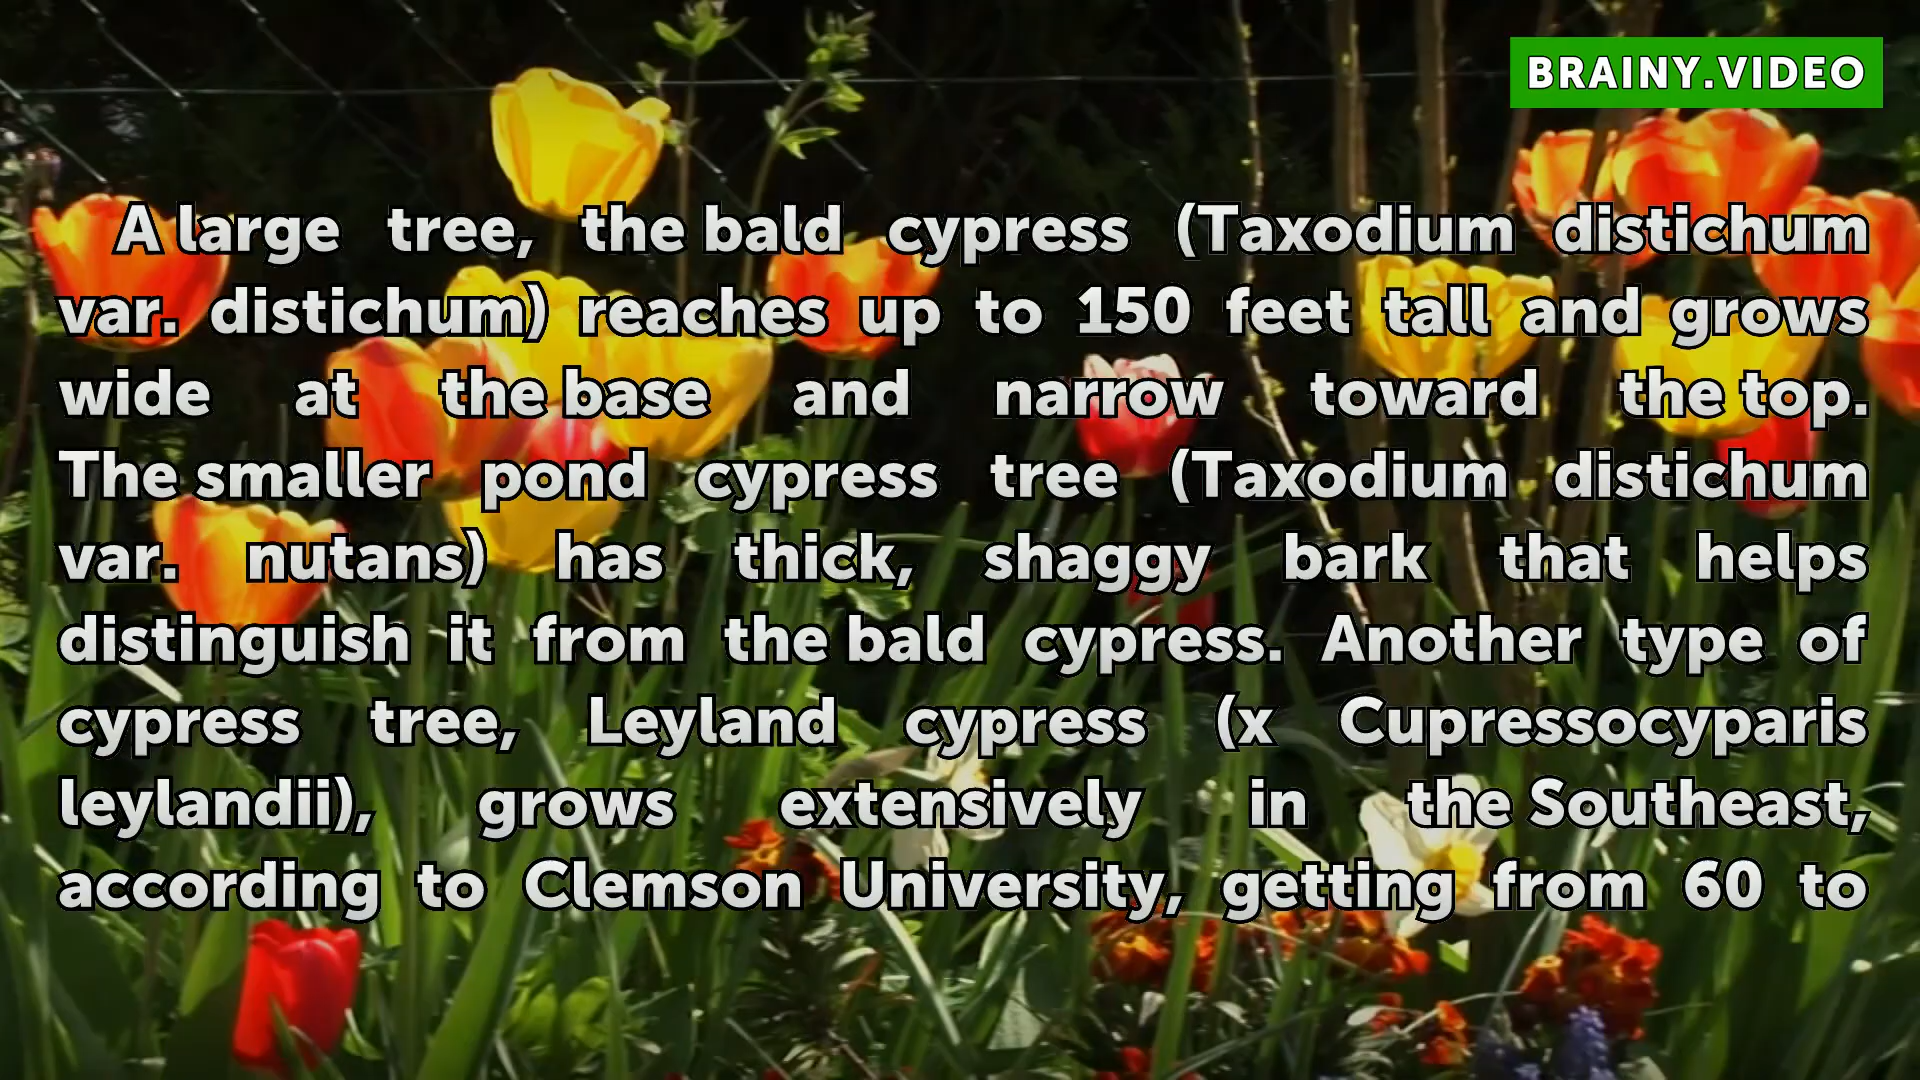 BRAINY.VIDEO
A large tree, the bald cypress (Taxodium distichum
var. distichum) reaches up to 150 feet tall and grows
wide at the base and narrow toward the top.
The smaller pond cypress tree (Taxodium distichum
var. nutans) has thick, shaggy bark that helps
distinguish it from the bald cypress. Another type of
cypress tree, Leyland cypress (x Cupressocyparis
leylandii), grows extensively in the Southeast,
according to Clemson University, getting from 60 to